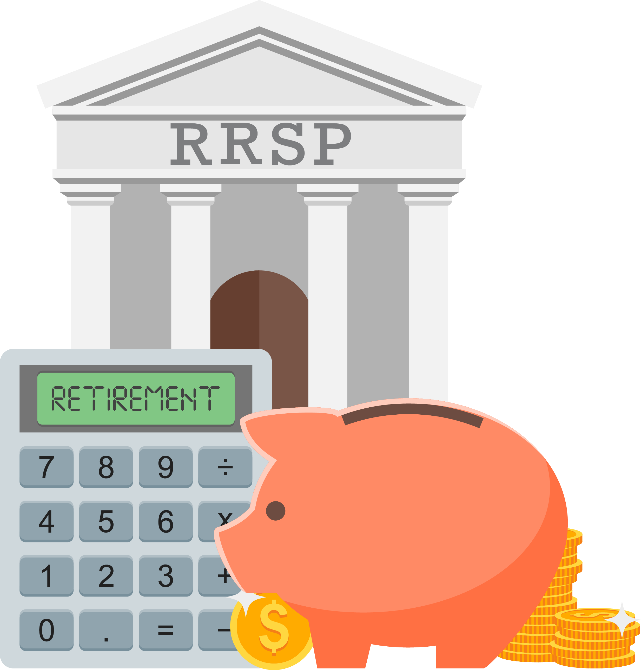 RRSP
RETIREMENT
7 8 9 ÷
4 5 6 x
1 2 3 +
0 . = −
$